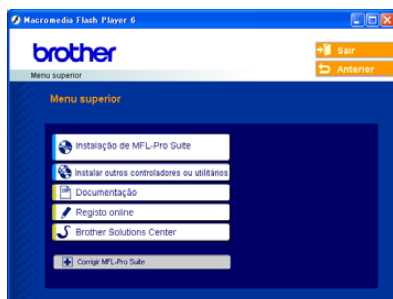 Macromedia Flash Player 6
brother
Sair
Anterior
Menu superior
Menu superior
Instalação de MFL-Pro Suite
Instalar outros controladores ou utilitários
Documentação
Registo online
Brother Solutions Center
Corrigir MFL-Pro Suite